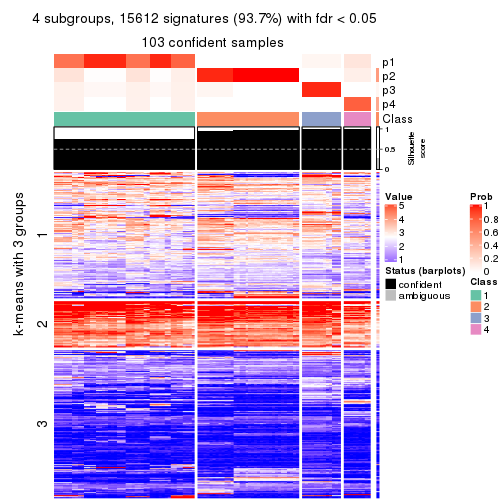 4 subgroups, 15612 signatures (93.7%) with fdr < 0.05
103 confident samples
p1
p2
p3
p4
Class
1
0.5
0
Silhouette
score
k-means with 3 groups
1
2
3
Value
5
4
3
2
1
Status (barplots)
confident
ambiguous
Prob
1
0.8
0.6
0.4
0.2
0
Class
1
2
3
4